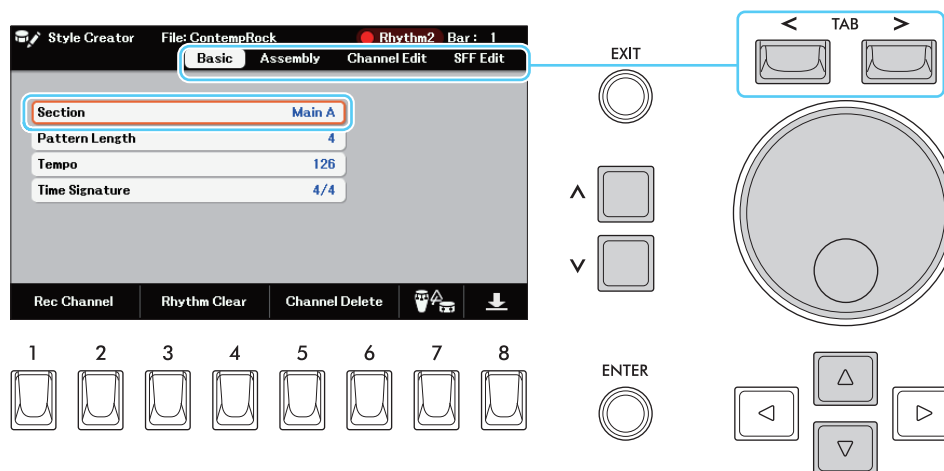 Style Creator File: ContempRock Rhythm2 Bar: 1
Basic Assembly Channel Edit SFF Edit
Section Main A
Pattern Length 4
Tempo 126
Time Signature 4/4
Rec Channel Rhythm Clear Channel Delete
1 2 3 4 5 6 7 8
EXIT
ENTER
< TAB >